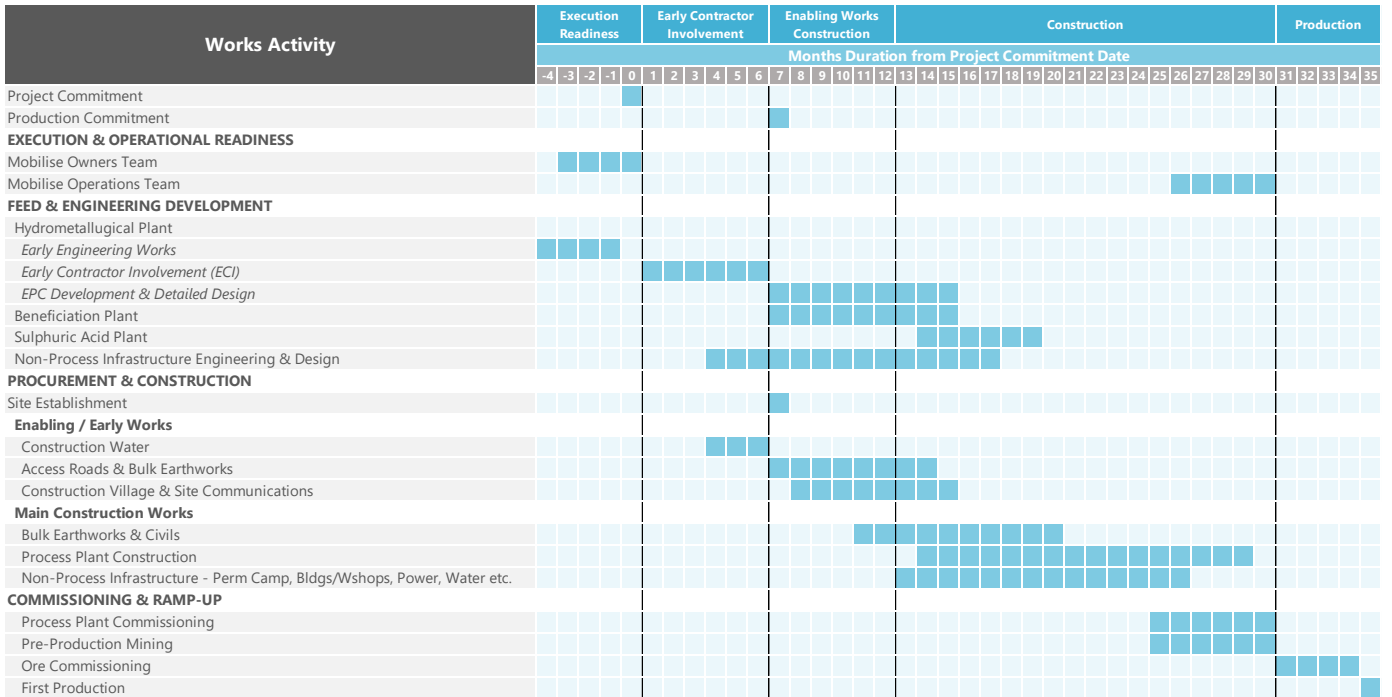 Works Activity
Execution
Readiness
Early Contractor
Involvement
Enabling Works
Construction
Construction
Production
Months Duration from Project Commitment Date
-4 -3 -2 -1 0 1 2 3 4 5 6 7 8 9 10 11 12 13 14 15 16 17 18 19 20 21 22 23 24 25 26 27 28 29 30 31 32 33 34 35
Project Commitment
Production Commitment
EXECUTION & OPERATIONAL READINESS
Mobilise Owners Team
Mobilise Operations Team
FEED & ENGINEERING DEVELOPMENT
Hydrometallugical Plant
Early Engineering Works
Early Contractor Involvement (ECI)
EPC Development & Detailed Design
Beneficiation Plant
Sulphuric Acid Plant
Non-Process Infrastructure Engineering & Design
PROCUREMENT & CONSTRUCTION
Site Establishment
Enabling / Early Works
Construction Water
Access Roads & Bulk Earthworks
Construction Village & Site Communications
Main Construction Works
Bulk Earthworks & Civils
Process Plant Construction
Non-Process Infrastructure - Perm Camp, Bldgs/Wshops, Power, Water etc.
COMMISSIONING & RAMP-UP
Process Plant Commissioning
Pre-Production Mining
Ore Commissioning
First Production